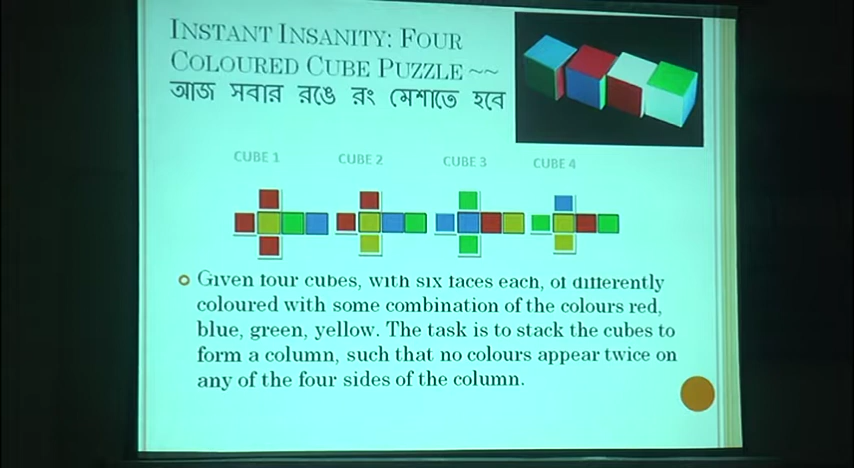 INSTANT INSANITY: FOUR
COLOURED CUBE PUZZLE ~~
আজ সবার রঙে রং মেশাতে হবে
CUBE 1 CUBE 2 CUBE 3 CUBE 4
Given four cubes, with six faces each, of differently
coloured with some combination of the colours red,
blue, green, yellow. The task is to stack the cubes to
form a column, such that no colours appear twice on
any of the four sides of the column.